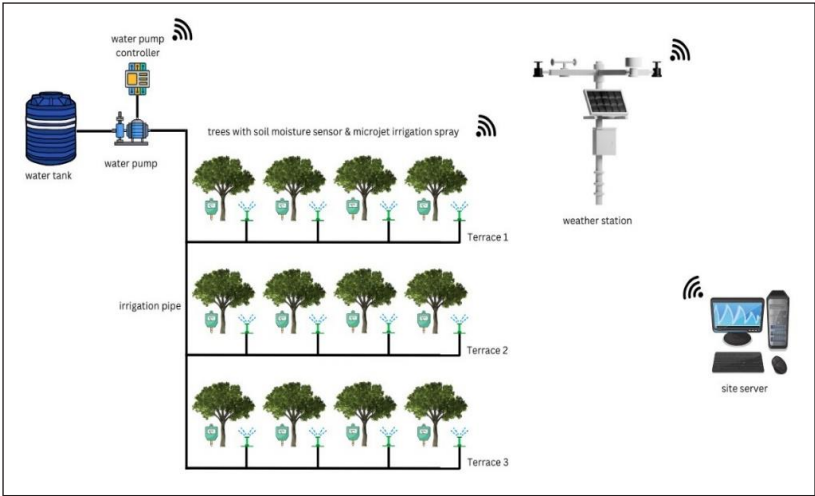 water pump
controller
water tank
water pump
trees with soil moisture sensor & microjet irrigation spray
weather station
Terrace 1
irrigation pipe
Terrace 2
site server
Terrace 3